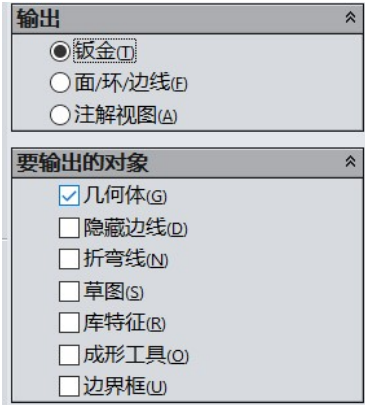 输出
钣金(T)
面/环/边线(F)
注解视图(A)
要输出的对象
几何体(G)
隐藏边线(D)
折弯线(N)
草图(S)
库特征(R)
成形工具(O)
边界框(U)